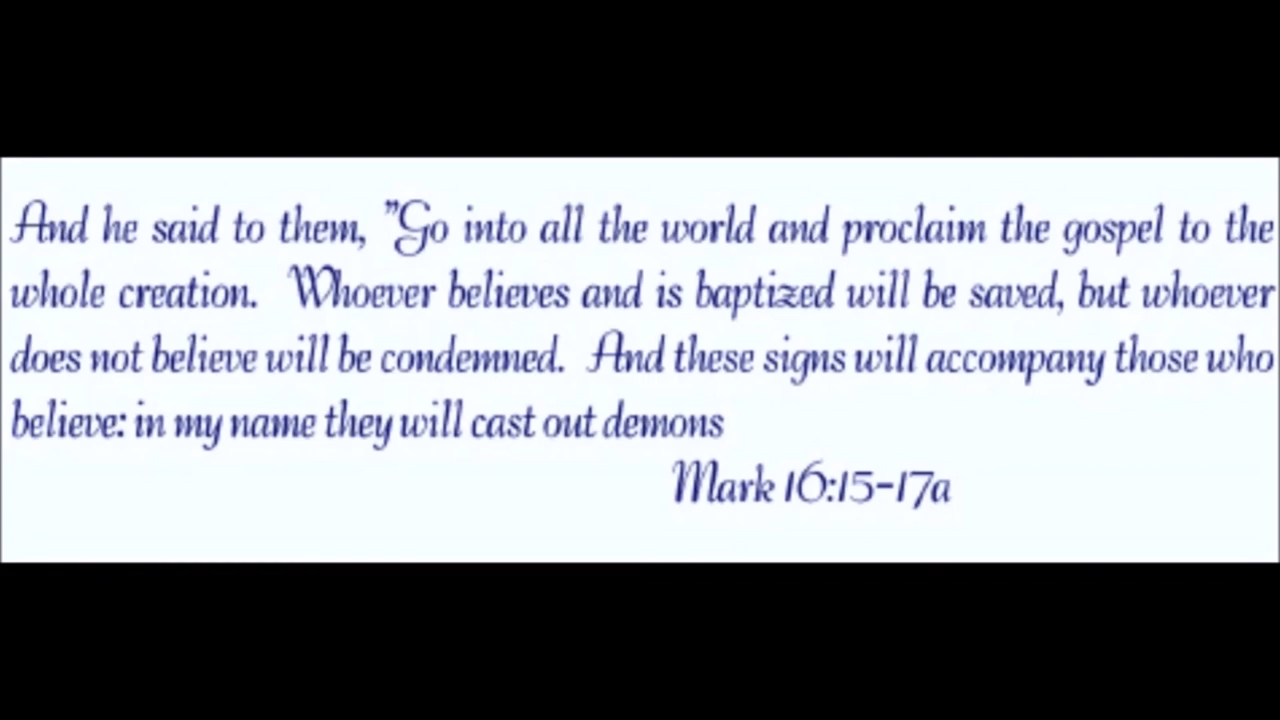 And he said to them, "Go into all the world and proclaim the gospel to the
whole creation. Whoever believes and is baptized will be saved, but whoever
does not believe will be condemned. And these signs will accompany those who
believe: in my name they will cast out demons
Mark 16:15-17a